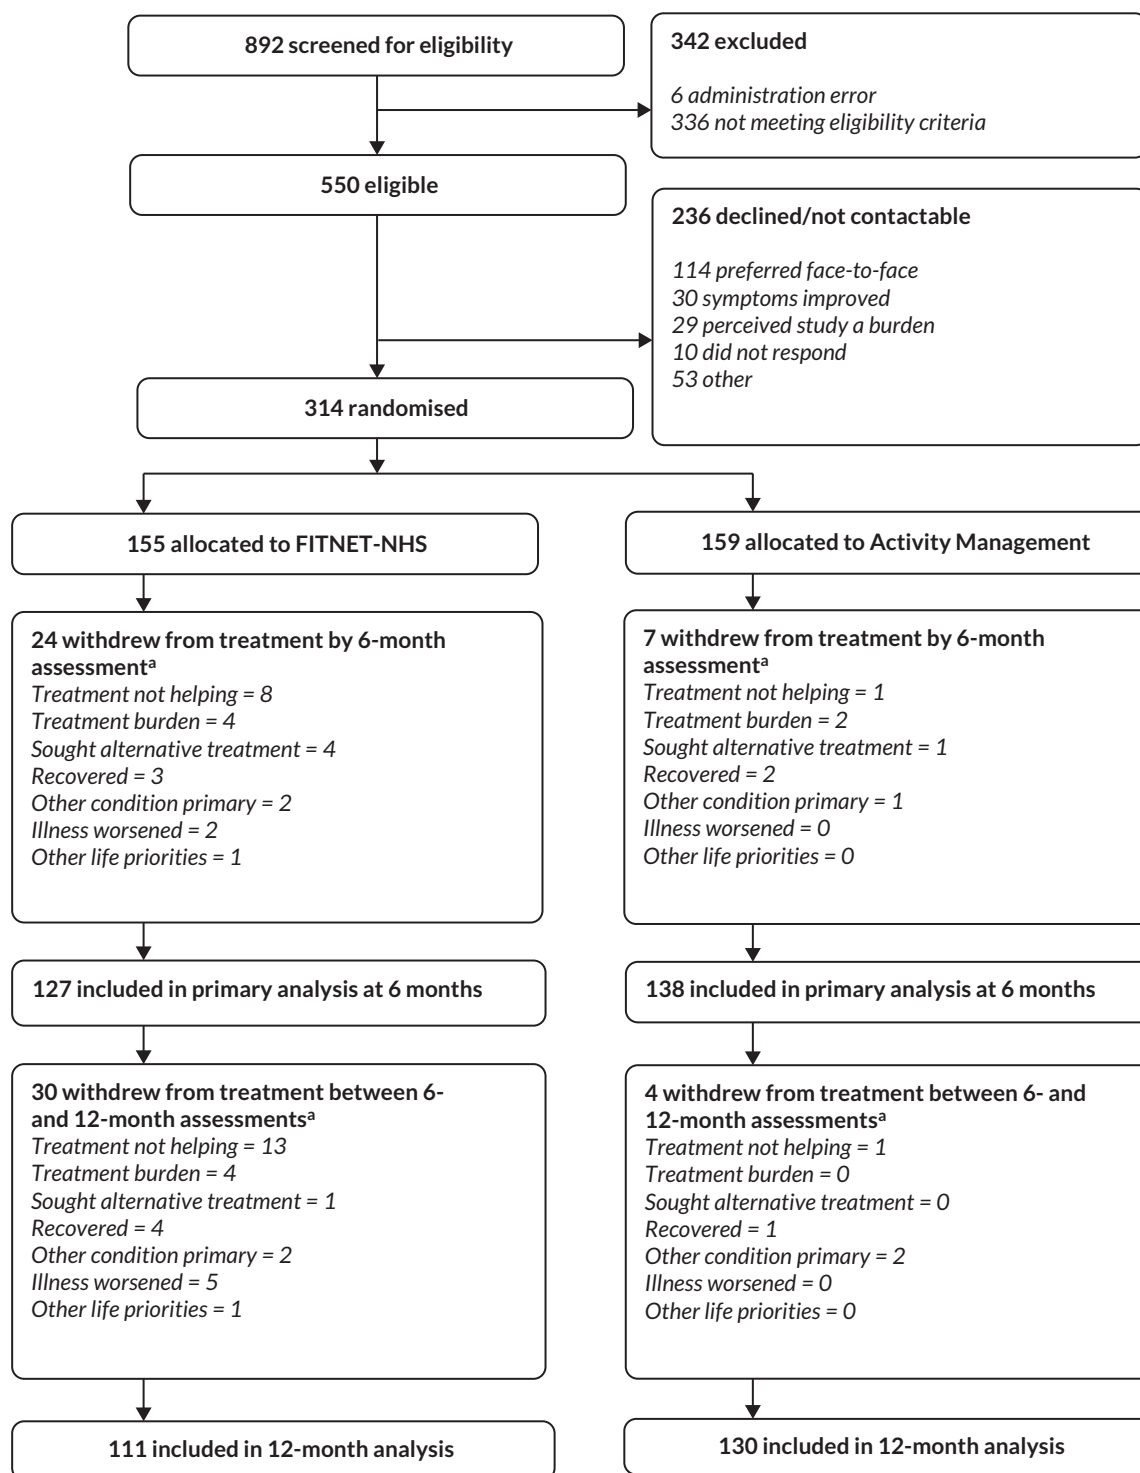 892 screened for eligibility
342 excluded
6 administration error
336 not meeting eligibility criteria
550 eligible
236 declined/not contactable
114 preferred face-to-face
30 symptoms improved
29 perceived study a burden
10 did not respond
53 other
314 randomised
155 allocated to FITNET-NHS
159 allocated to Activity Management
24 withdrew from treatment by 6-month
assessmentᵃ
Treatment not helping = 8
Treatment burden = 4
Sought alternative treatment = 4
Recovered = 3
Other condition primary = 2
Illness worsened = 2
Other life priorities = 1
7 withdrew from treatment by 6-month
assessmentᵃ
Treatment not helping = 1
Treatment burden = 2
Sought alternative treatment = 1
Recovered = 2
Other condition primary = 1
Illness worsened = 0
Other life priorities = 0
127 included in primary analysis at 6 months
138 included in primary analysis at 6 months
30 withdrew from treatment between 6-
and 12-month assessmentsᵃ
Treatment not helping = 13
Treatment burden = 4
Sought alternative treatment = 1
Recovered = 4
Other condition primary = 2
Illness worsened = 5
Other life priorities = 1
4 withdrew from treatment between 6- and
12-month assessmentsᵃ
Treatment not helping = 1
Treatment burden = 0
Sought alternative treatment = 0
Recovered = 1
Other condition primary = 2
Illness worsened = 0
Other life priorities = 0
111 included in 12-month analysis
130 included in 12-month analysis